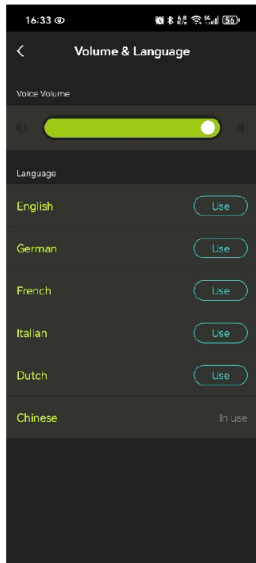 16:33
56
Volume & Language
Voice Volume
Language
English Use
German Use
French Use
Italian Use
Dutch Use
Chinese In use